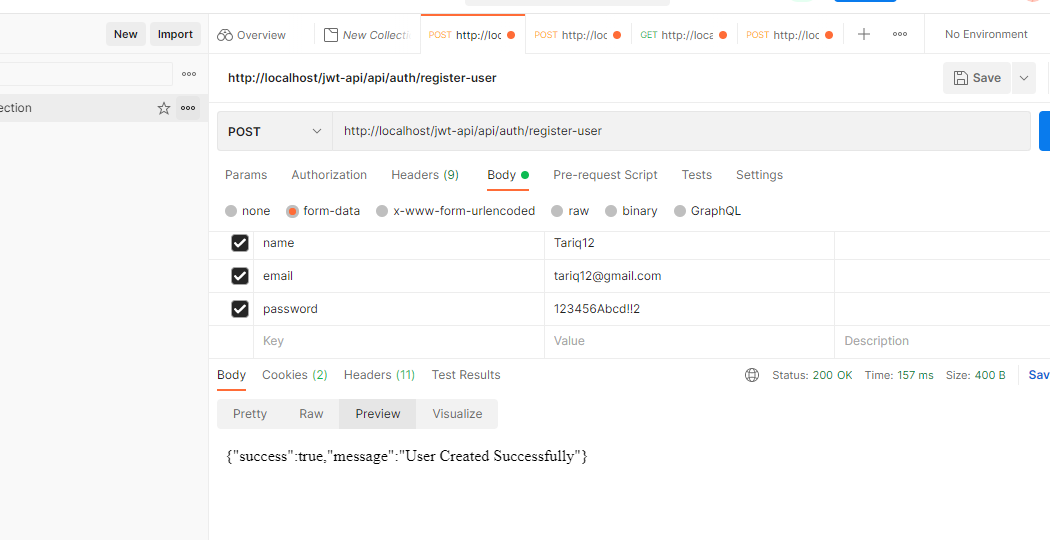 New Import Overview New Collecti POST http://loc POST http://loc GET http://loca POST http://loc No Environment
http://localhost/jwt-api/api/auth/register-user Save
ection
POST http://localhost/jwt-api/api/auth/register-user
Params Authorization Headers (9) Body Pre-request Script Tests Settings
none form-data x-www-form-urlencoded raw binary GraphQL
name Tariq12
email tariq12@gmail.com
password 123456Abcd!!2
Key Value Description
Body Cookies (2) Headers (11) Test Results Status: 200 OK Time: 157 ms Size: 400 B Sav
Pretty Raw Preview Visualize
{"success":true,"message":"User Created Successfully"}